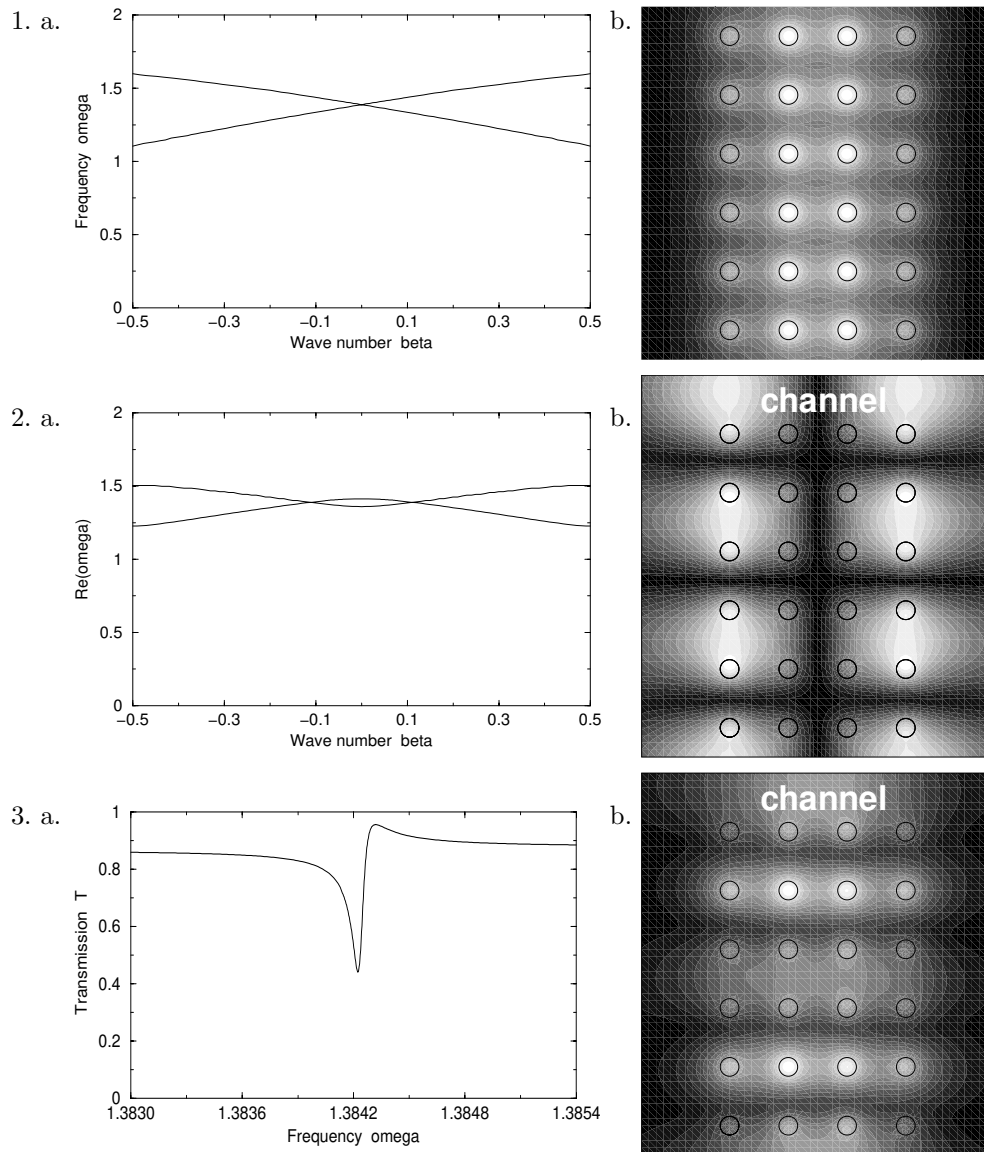 1. a.
2
1.5
1
0.5
0
Frequency omega
−0.5 −0.3 −0.1 0.1 0.3 0.5
Wave number beta
b.
2. a.
2
1.5
1
0.5
0
Re(omega)
−0.5 −0.3 −0.1 0.1 0.3 0.5
Wave number beta
b.
channel
3. a.
1
0.8
0.6
0.4
0.2
0
Transmission T
1.3830 1.3836 1.3842 1.3848 1.3854
Frequency omega
b.
channel